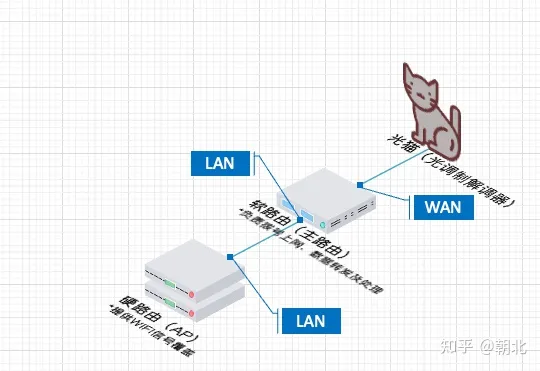 光猫（光调制解调器）
LAN
WAN
软路由（主路由）
*负责拨号上网、数据转发及处理
LAN
硬路由（AP）
*提供WIFI信号覆盖
知乎 @朝北